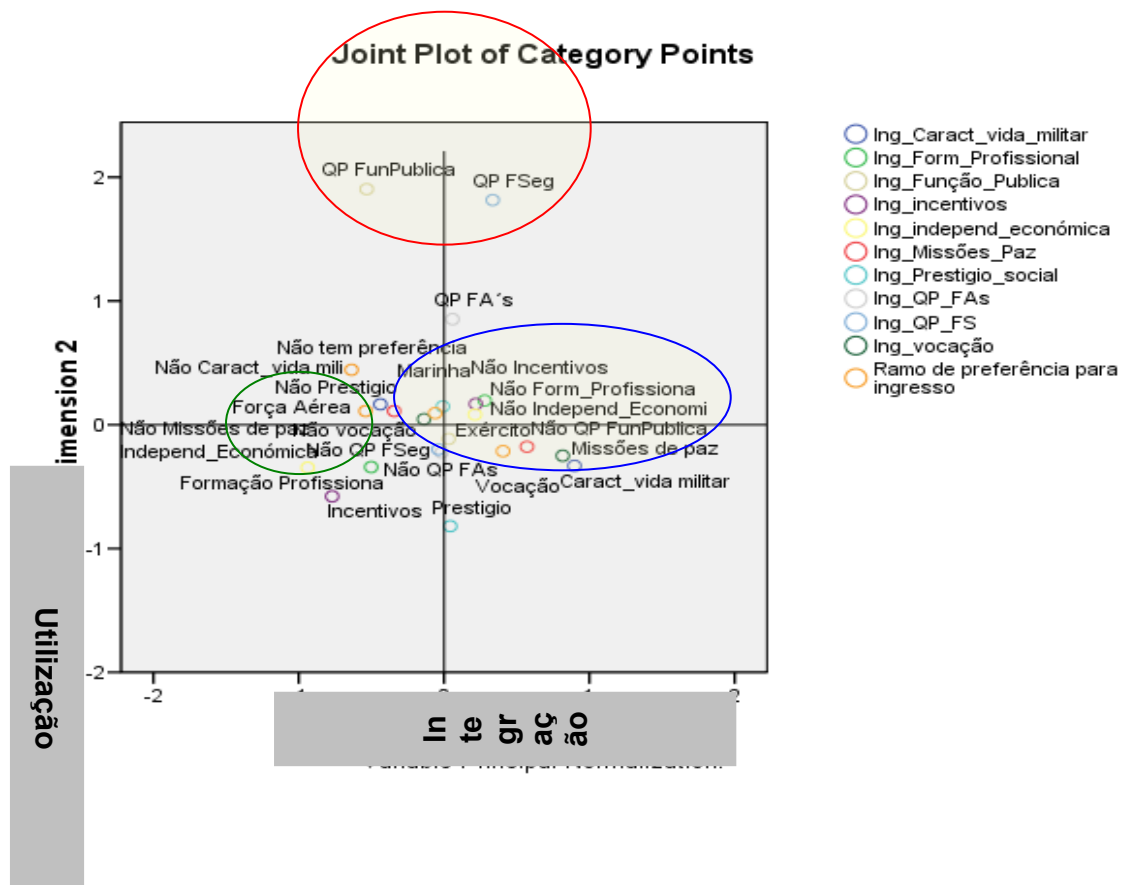 Joint Plot of Category Points
QP FunPublica
QP FSeg
QP FA´s
Não tem preferência
Não Caract_vida mili
Marinha
Não Incentivos
Não Prestigio
Não Form_Profissiona
Força Aérea
Não Independ_Economi
Não Missões de paz
Não vocação
Exército
Não QP FunPublica
Independ_Económica
Não QP FSeg
Missões de paz
Não QP FAs
Formação Profissiona
Vocação
Caract_vida militar
Incentivos
Prestigio
2
1
0
-1
-2
-2
1
2
imension 2
Utilização
In
te
gr
aç
ão
Ing_Caract_vida_militar
Ing_Form_Profissional
Ing_Função_Publica
Ing_incentivos
Ing_independ_económica
Ing_Missões_Paz
Ing_Prestigio_social
Ing_QP_FAs
Ing_QP_FS
Ing_vocação
Ramo de preferência para
ingresso